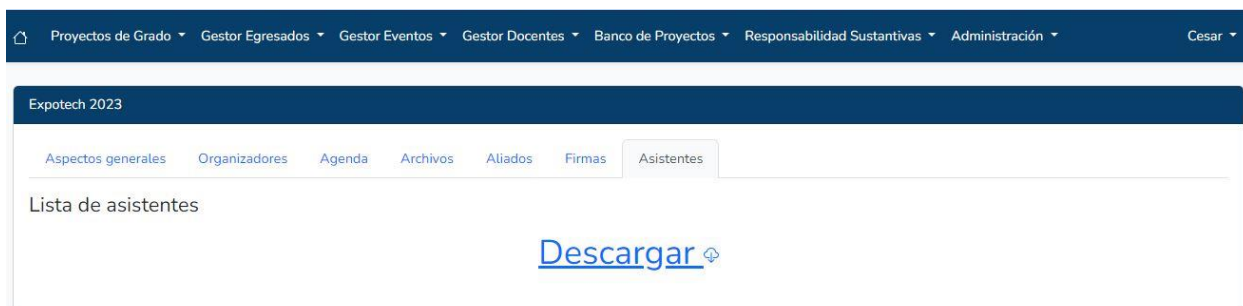 Proyectos de Grado Gestor Egresados Gestor Eventos Gestor Docentes Banco de Proyectos Responsabilidad Sustantivas Administración Cesar
Expotech 2023
Aspectos generales Organizadores Agenda Archivos Aliados Firmas Asistentes
Lista de asistentes
Descargar